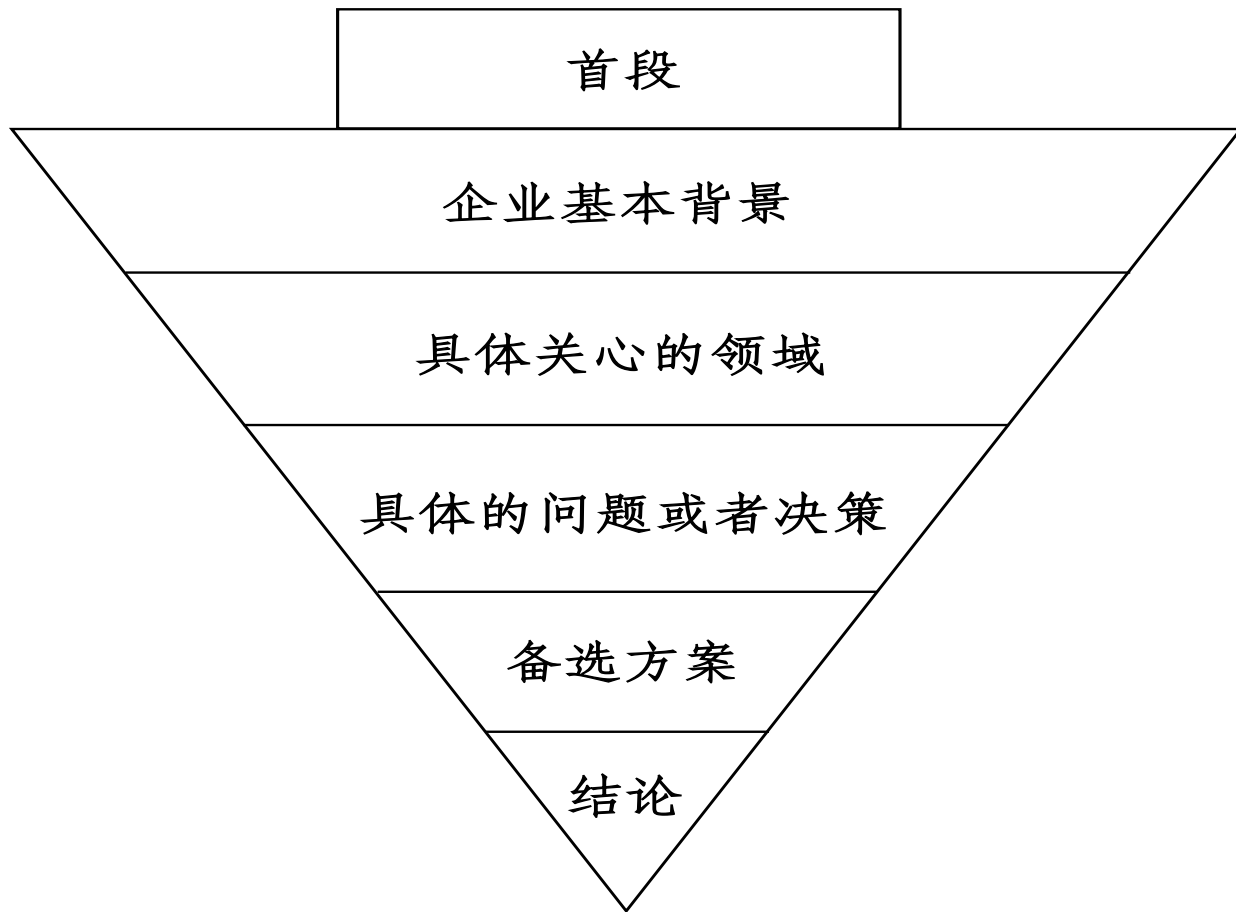 首段
企业基本背景
具体关心的领域
具体的问题或者决策
备选方案
结论